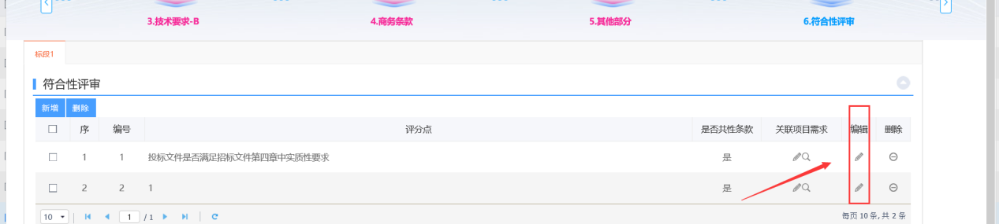 3.技术要求-B 4.商务条款 5.其他部分 6.符合性评审
标段1
符合性评审
新增 删除
序 编号 评分点 是否共性条款 关联项目需求 编辑 删除
1 1 投标文件是否满足招标文件第四章中实质性要求 是
2 2 1 是
10 1 / 1 每页 10 条, 共 2 条